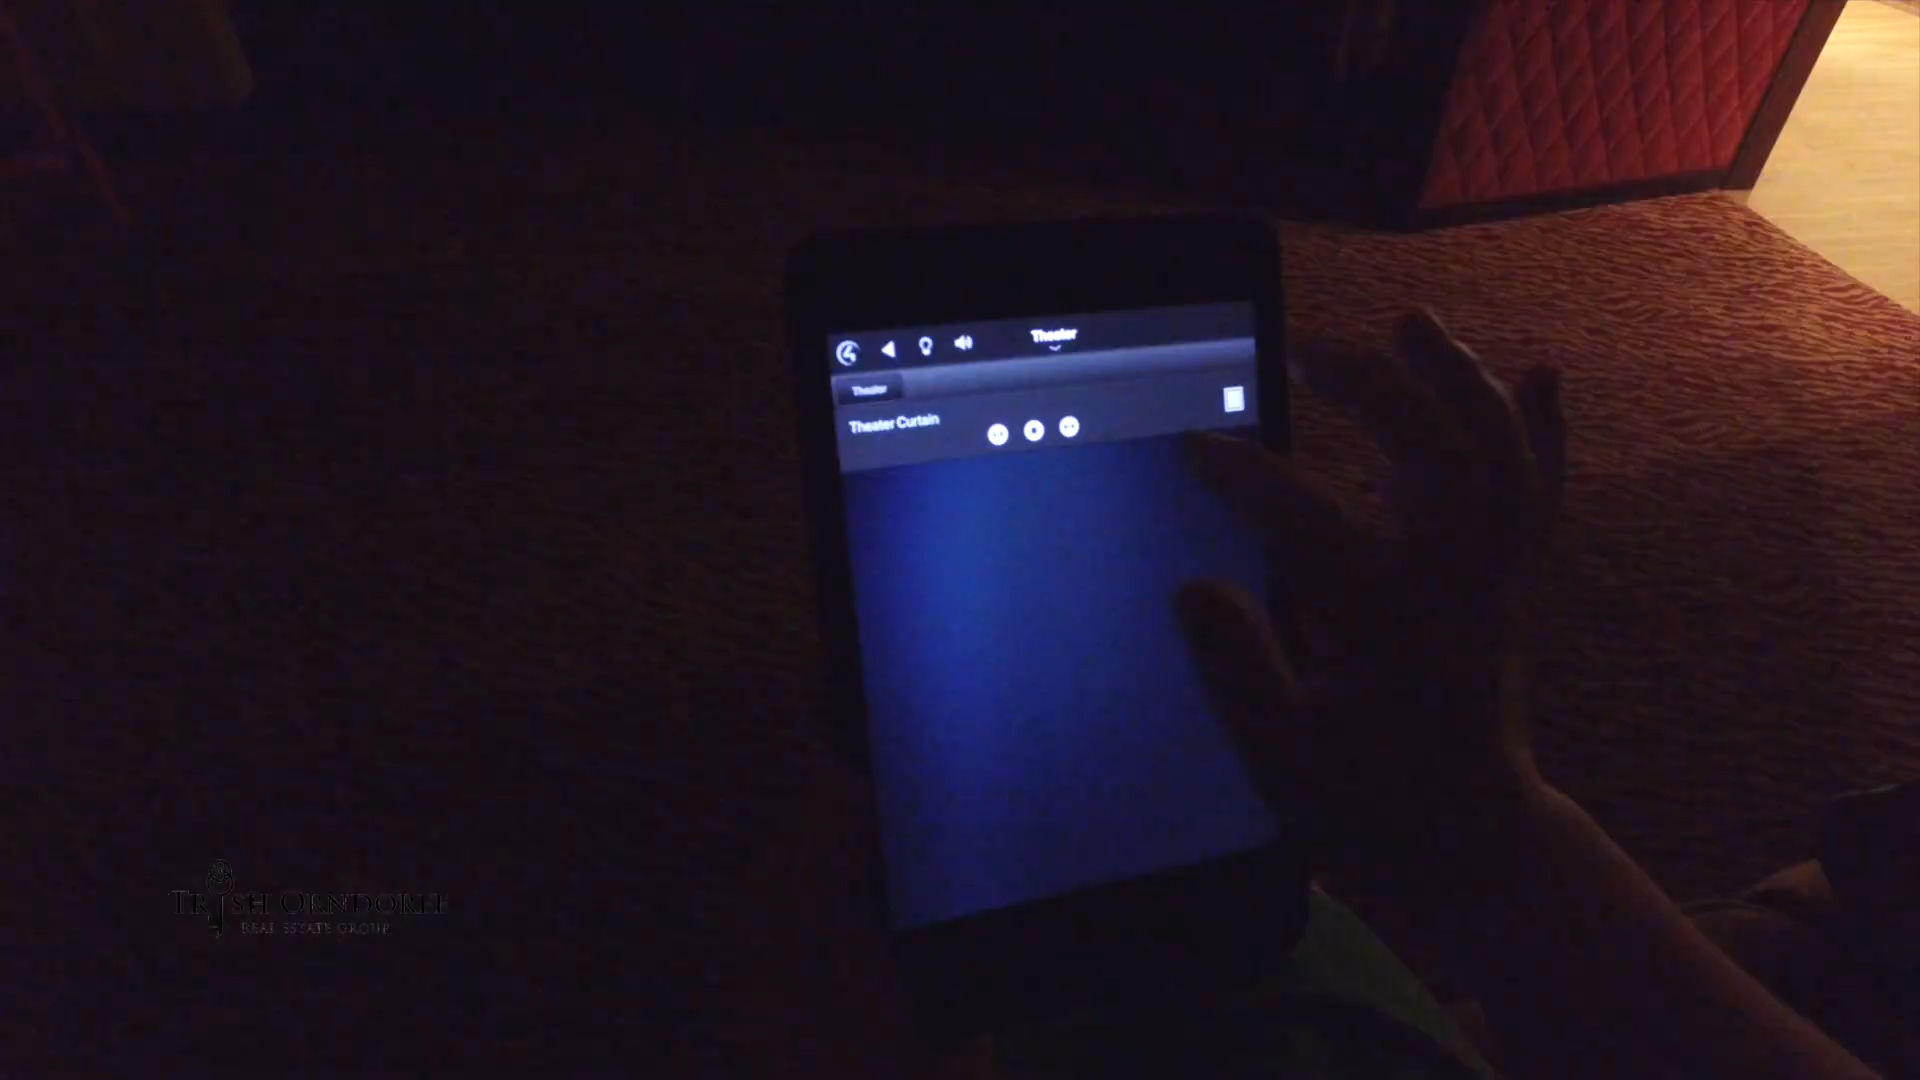 Theater
Theater
Theater Curtain
TRISH ORNDORFF
REAL ESTATE GROUP